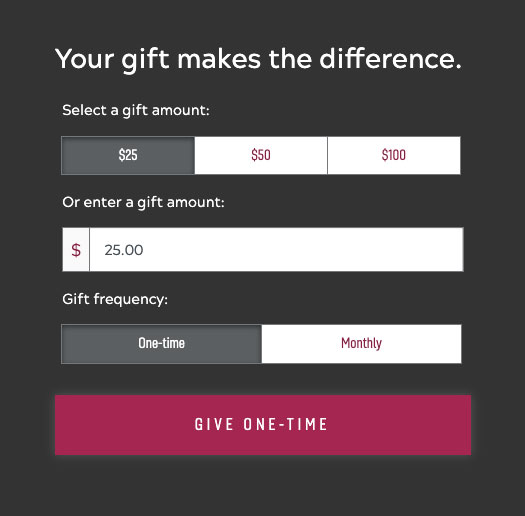 Your gift makes the difference.
Select a gift amount:
$25 $50 $100
Or enter a gift amount:
$ 25.00
Gift frequency:
One-time Monthly
GIVE ONE-TIME